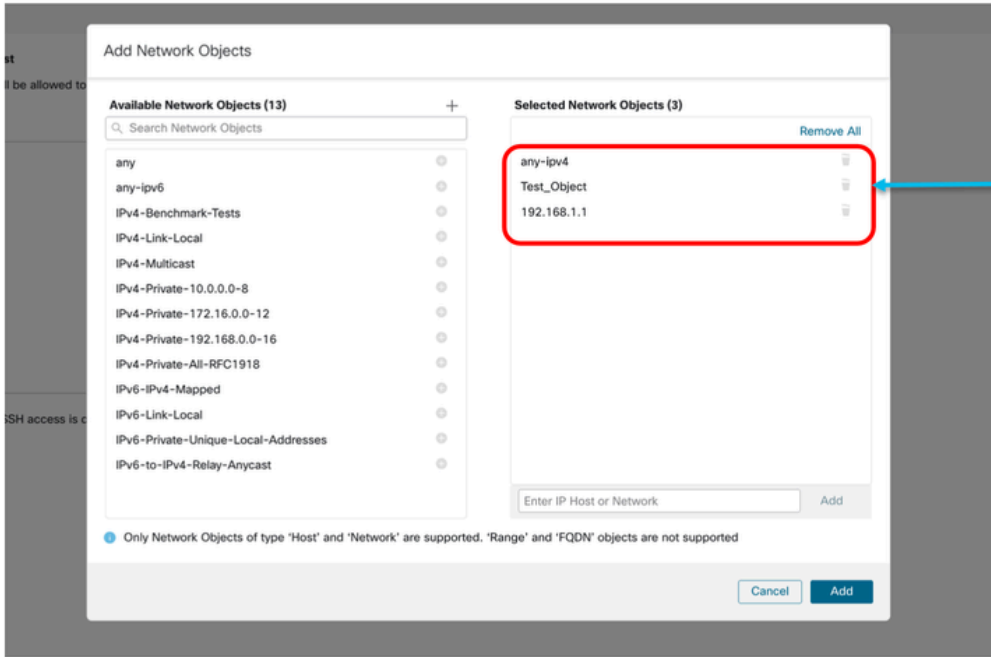 Add Network Objects
st
ll be allowed to
Available Network Objects (13)
+
Search Network Objects
any
any-ipv6
IPv4-Benchmark-Tests
IPv4-Link-Local
IPv4-Multicast
IPv4-Private-10.0.0.0-8
IPv4-Private-172.16.0.0-12
IPv4-Private-192.168.0.0-16
IPv4-Private-All-RFC1918
IPv6-IPv4-Mapped
IPv6-Link-Local
IPv6-Private-Unique-Local-Addresses
IPv6-to-IPv4-Relay-Anycast
SSH access is c
Selected Network Objects (3)
Remove All
any-ipv4
Test_Object
192.168.1.1
Enter IP Host or Network
Add
Only Network Objects of type 'Host' and 'Network' are supported. 'Range' and 'FQDN' objects are not supported
Cancel
Add